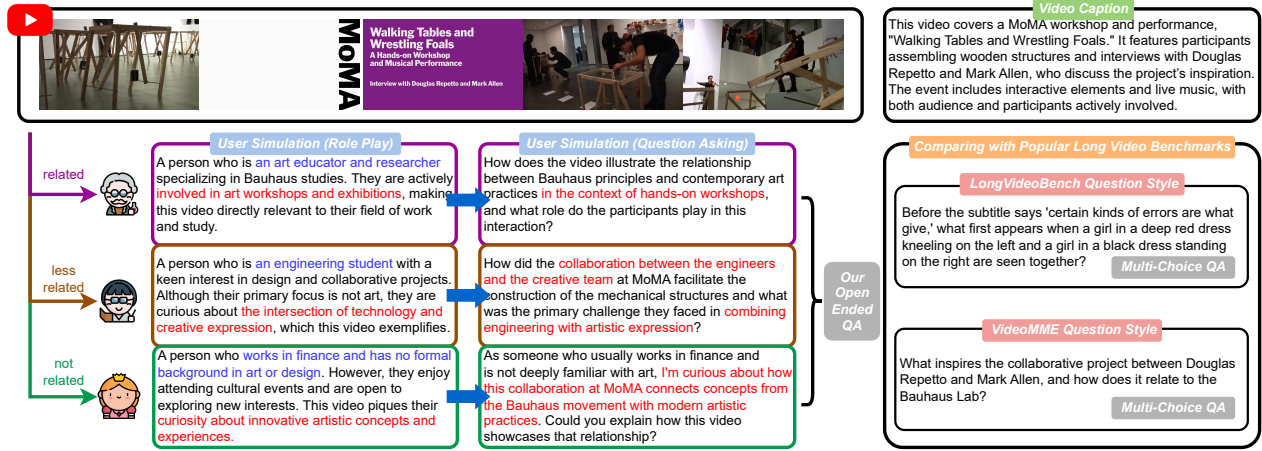 MoMA
Walking Tables and
Wrestling Foals
A Hands-on Workshop
and Musical Performance
Interview with Douglas Repetto and Mark Allen
Video Caption
This video covers a MoMA workshop and performance,
"Walking Tables and Wrestling Foals." It features participants
assembling wooden structures and interviews with Douglas
Repetto and Mark Allen, who discuss the project's inspiration.
The event includes interactive elements and live music, with
both audience and participants actively involved.
User Simulation (Role Play)
related
A person who is an art educator and researcher
specializing in Bauhaus studies. They are actively
involved in art workshops and exhibitions, making
this video directly relevant to their field of work
and study.
less
related
A person who is an engineering student with a
keen interest in design and collaborative projects.
Although their primary focus is not art, they are
curious about the intersection of technology and
creative expression, which this video exemplifies.
not
related
A person who works in finance and has no formal
background in art or design. However, they enjoy
attending cultural events and are open to
exploring new interests. This video piques their
curiosity about innovative artistic concepts and
experiences.
User Simulation (Question Asking)
How does the video illustrate the relationship
between Bauhaus principles and contemporary art
practices in the context of hands-on workshops,
and what role do the participants play in this
interaction?
How did the collaboration between the engineers
and the creative team at MoMA facilitate the
construction of the mechanical structures and what
was the primary challenge they faced in combining
engineering with artistic expression?
As someone who usually works in finance and
is not deeply familiar with art, I'm curious about how
this collaboration at MoMA connects concepts from
the Bauhaus movement with modern artistic
practices. Could you explain how this video
showcases that relationship?
Our
Open
Ended
QA
Comparing with Popular Long Video Benchmarks
LongVideoBench Question Style
Before the subtitle says 'certain kinds of errors are what
give,' what first appears when a girl in a deep red dress
kneeling on the left and a girl in a black dress standing
on the right are seen together?
Multi-Choice QA
VideoMME Question Style
What inspires the collaborative project between Douglas
Repetto and Mark Allen, and how does it relate to the
Bauhaus Lab?
Multi-Choice QA